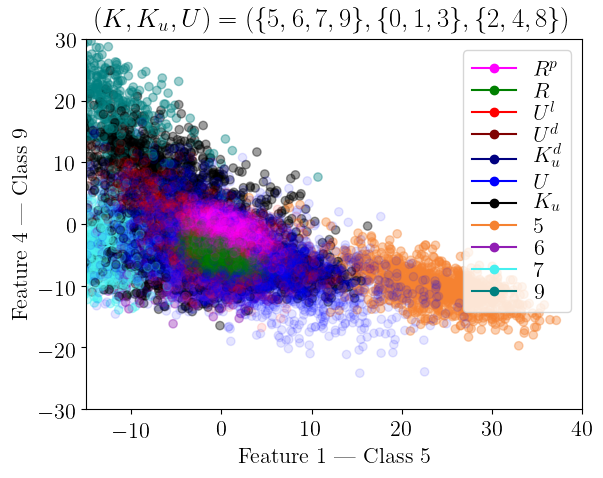 (K, K_u, U) = ({5, 6, 7, 9}, {0, 1, 3}, {2, 4, 8})
30
20
10
0
−10
−20
−30
Feature 4 — Class 9
R^p
R
U^l
U^d
K_u^d
U
K_u
5
6
7
9
−10 0 10 20 30 40
Feature 1 — Class 5